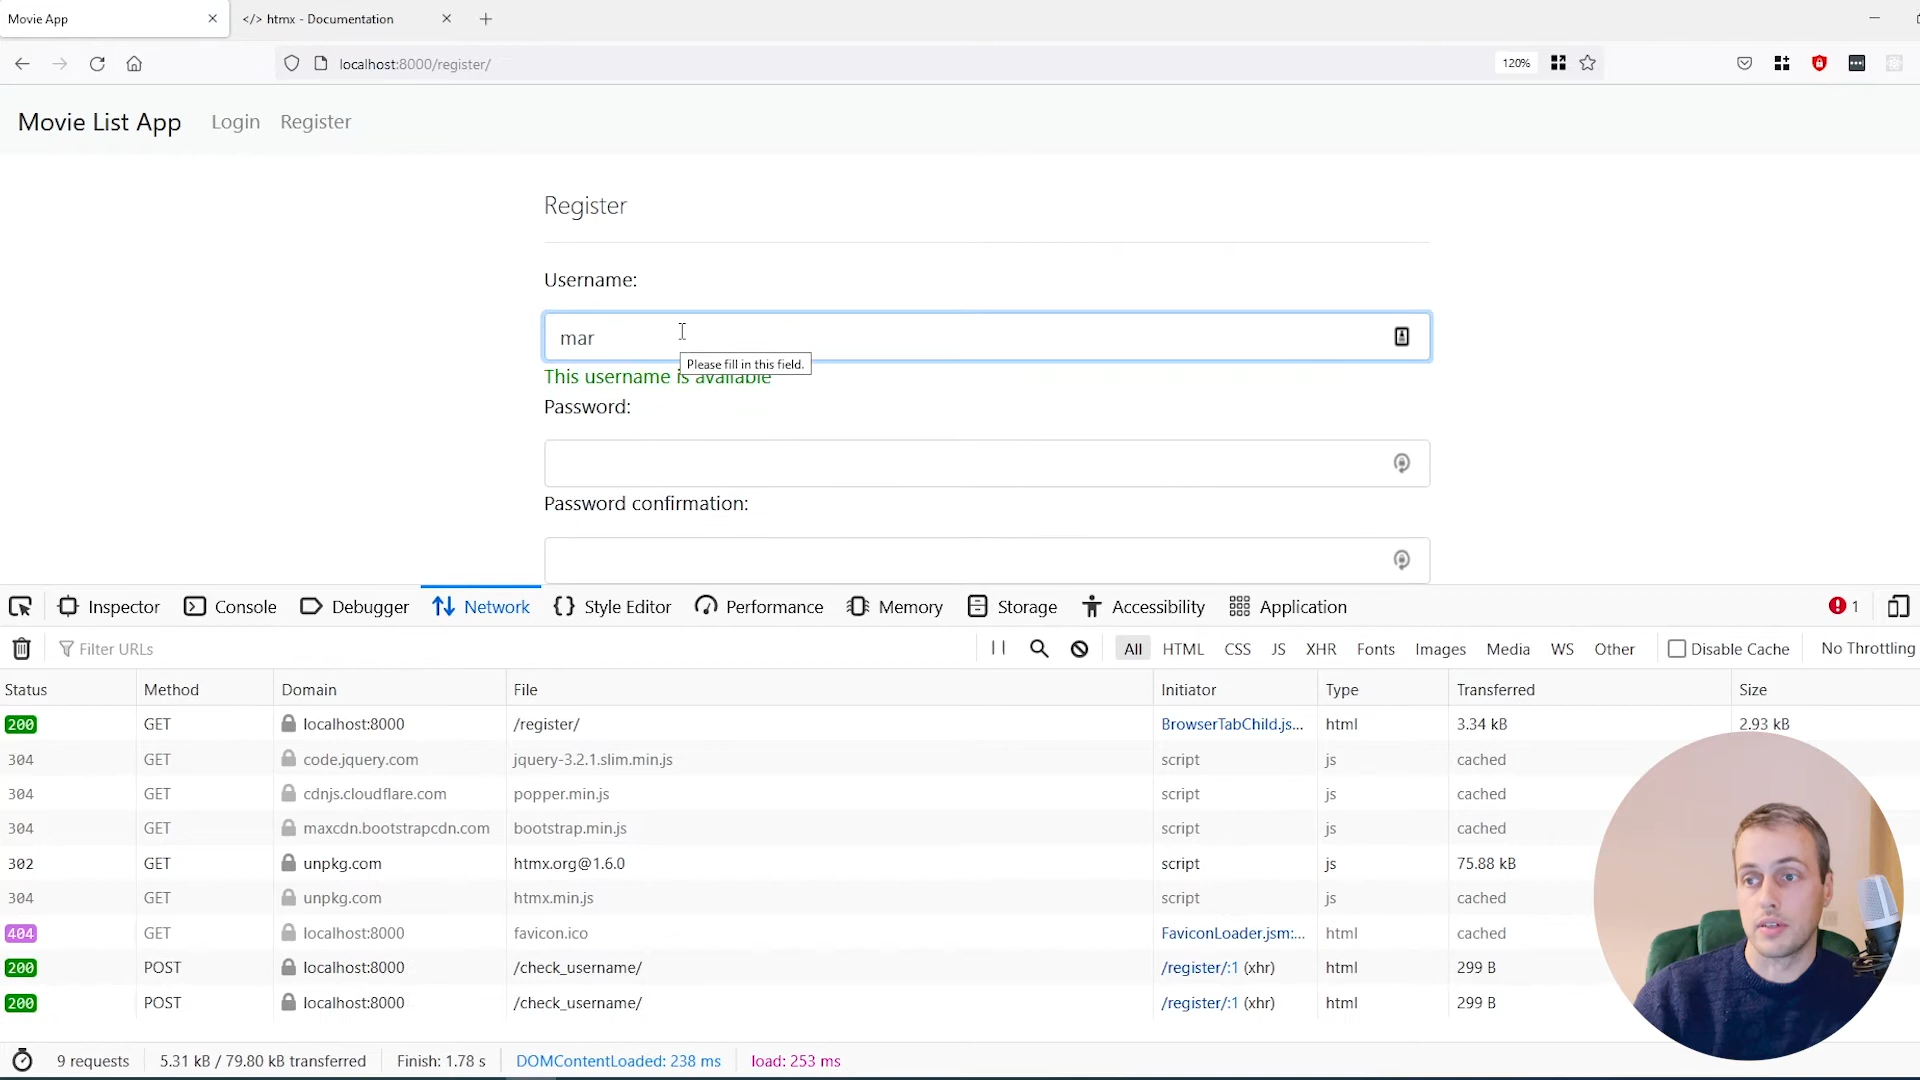 Movie App
</> htmx - Documentation
localhost:8000/register/
120%
Movie List App Login Register
Register
Username:
mar
Please fill in this field.
This username is available
Password:
Password confirmation:
Inspector Console Debugger Network Style Editor Performance Memory Storage Accessibility Application 1
Filter URLs All HTML CSS JS XHR Fonts Images Media WS Other Disable Cache No Throttling
Status Method Domain File Initiator Type Transferred Size
200 GET localhost:8000 /register/ BrowserTabChild.js... html 3.34 kB 2.93 kB
304 GET code.jquery.com jquery-3.2.1.slim.min.js script js cached
304 GET cdnjs.cloudflare.com popper.min.js script js cached
304 GET maxcdn.bootstrapcdn.com bootstrap.min.js script js cached
302 GET unpkg.com htmx.org@1.6.0 script js 75.88 kB
304 GET unpkg.com htmx.min.js script js cached
404 GET localhost:8000 favicon.ico FaviconLoader.jsm:... html cached
200 POST localhost:8000 /check_username/ /register/:1 (xhr) html 299 B
200 POST localhost:8000 /check_username/ /register/:1 (xhr) html 299 B
9 requests 5.31 kB / 79.80 kB transferred Finish: 1.78 s DOMContentLoaded: 238 ms load: 253 ms